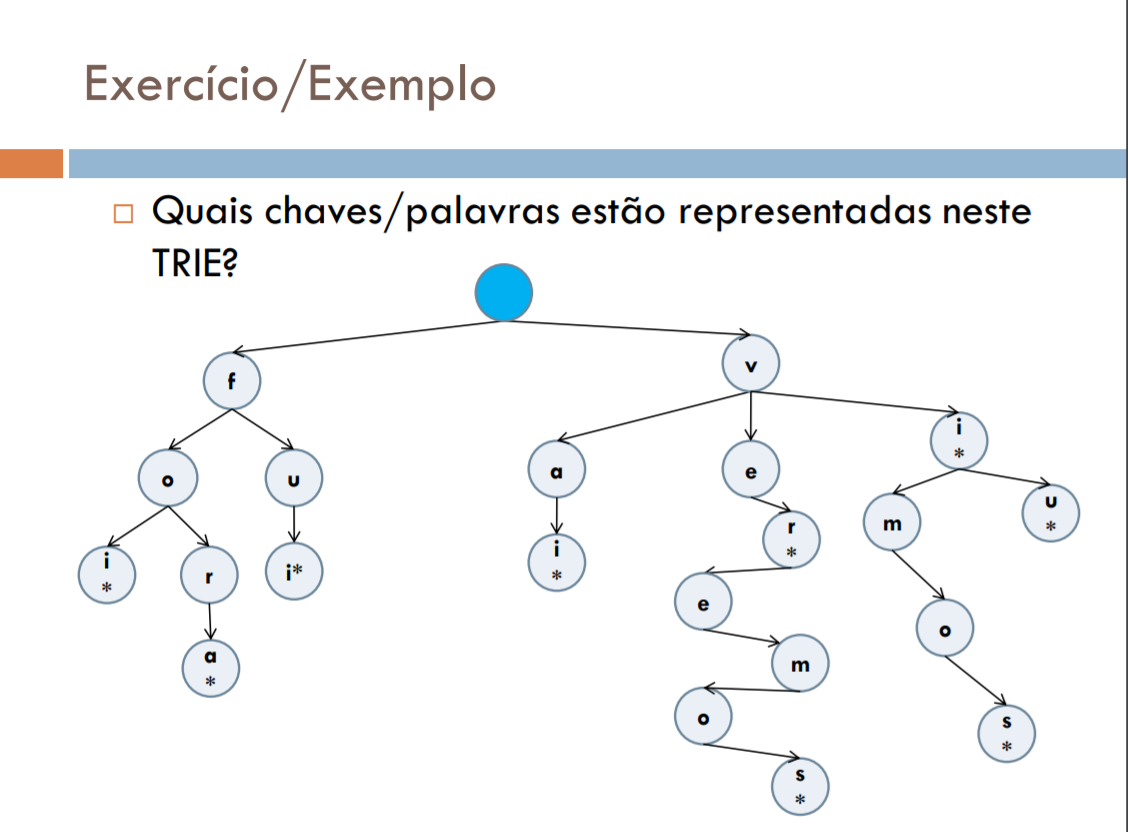 Exercício/Exemplo
Quais chaves/palavras estão representadas neste
TRIE?
f
v
o
u
a
e
i
*
i
*
r
i*
i
*
r
*
m
u
*
a
*
e
m
o
o
s
*
s
*